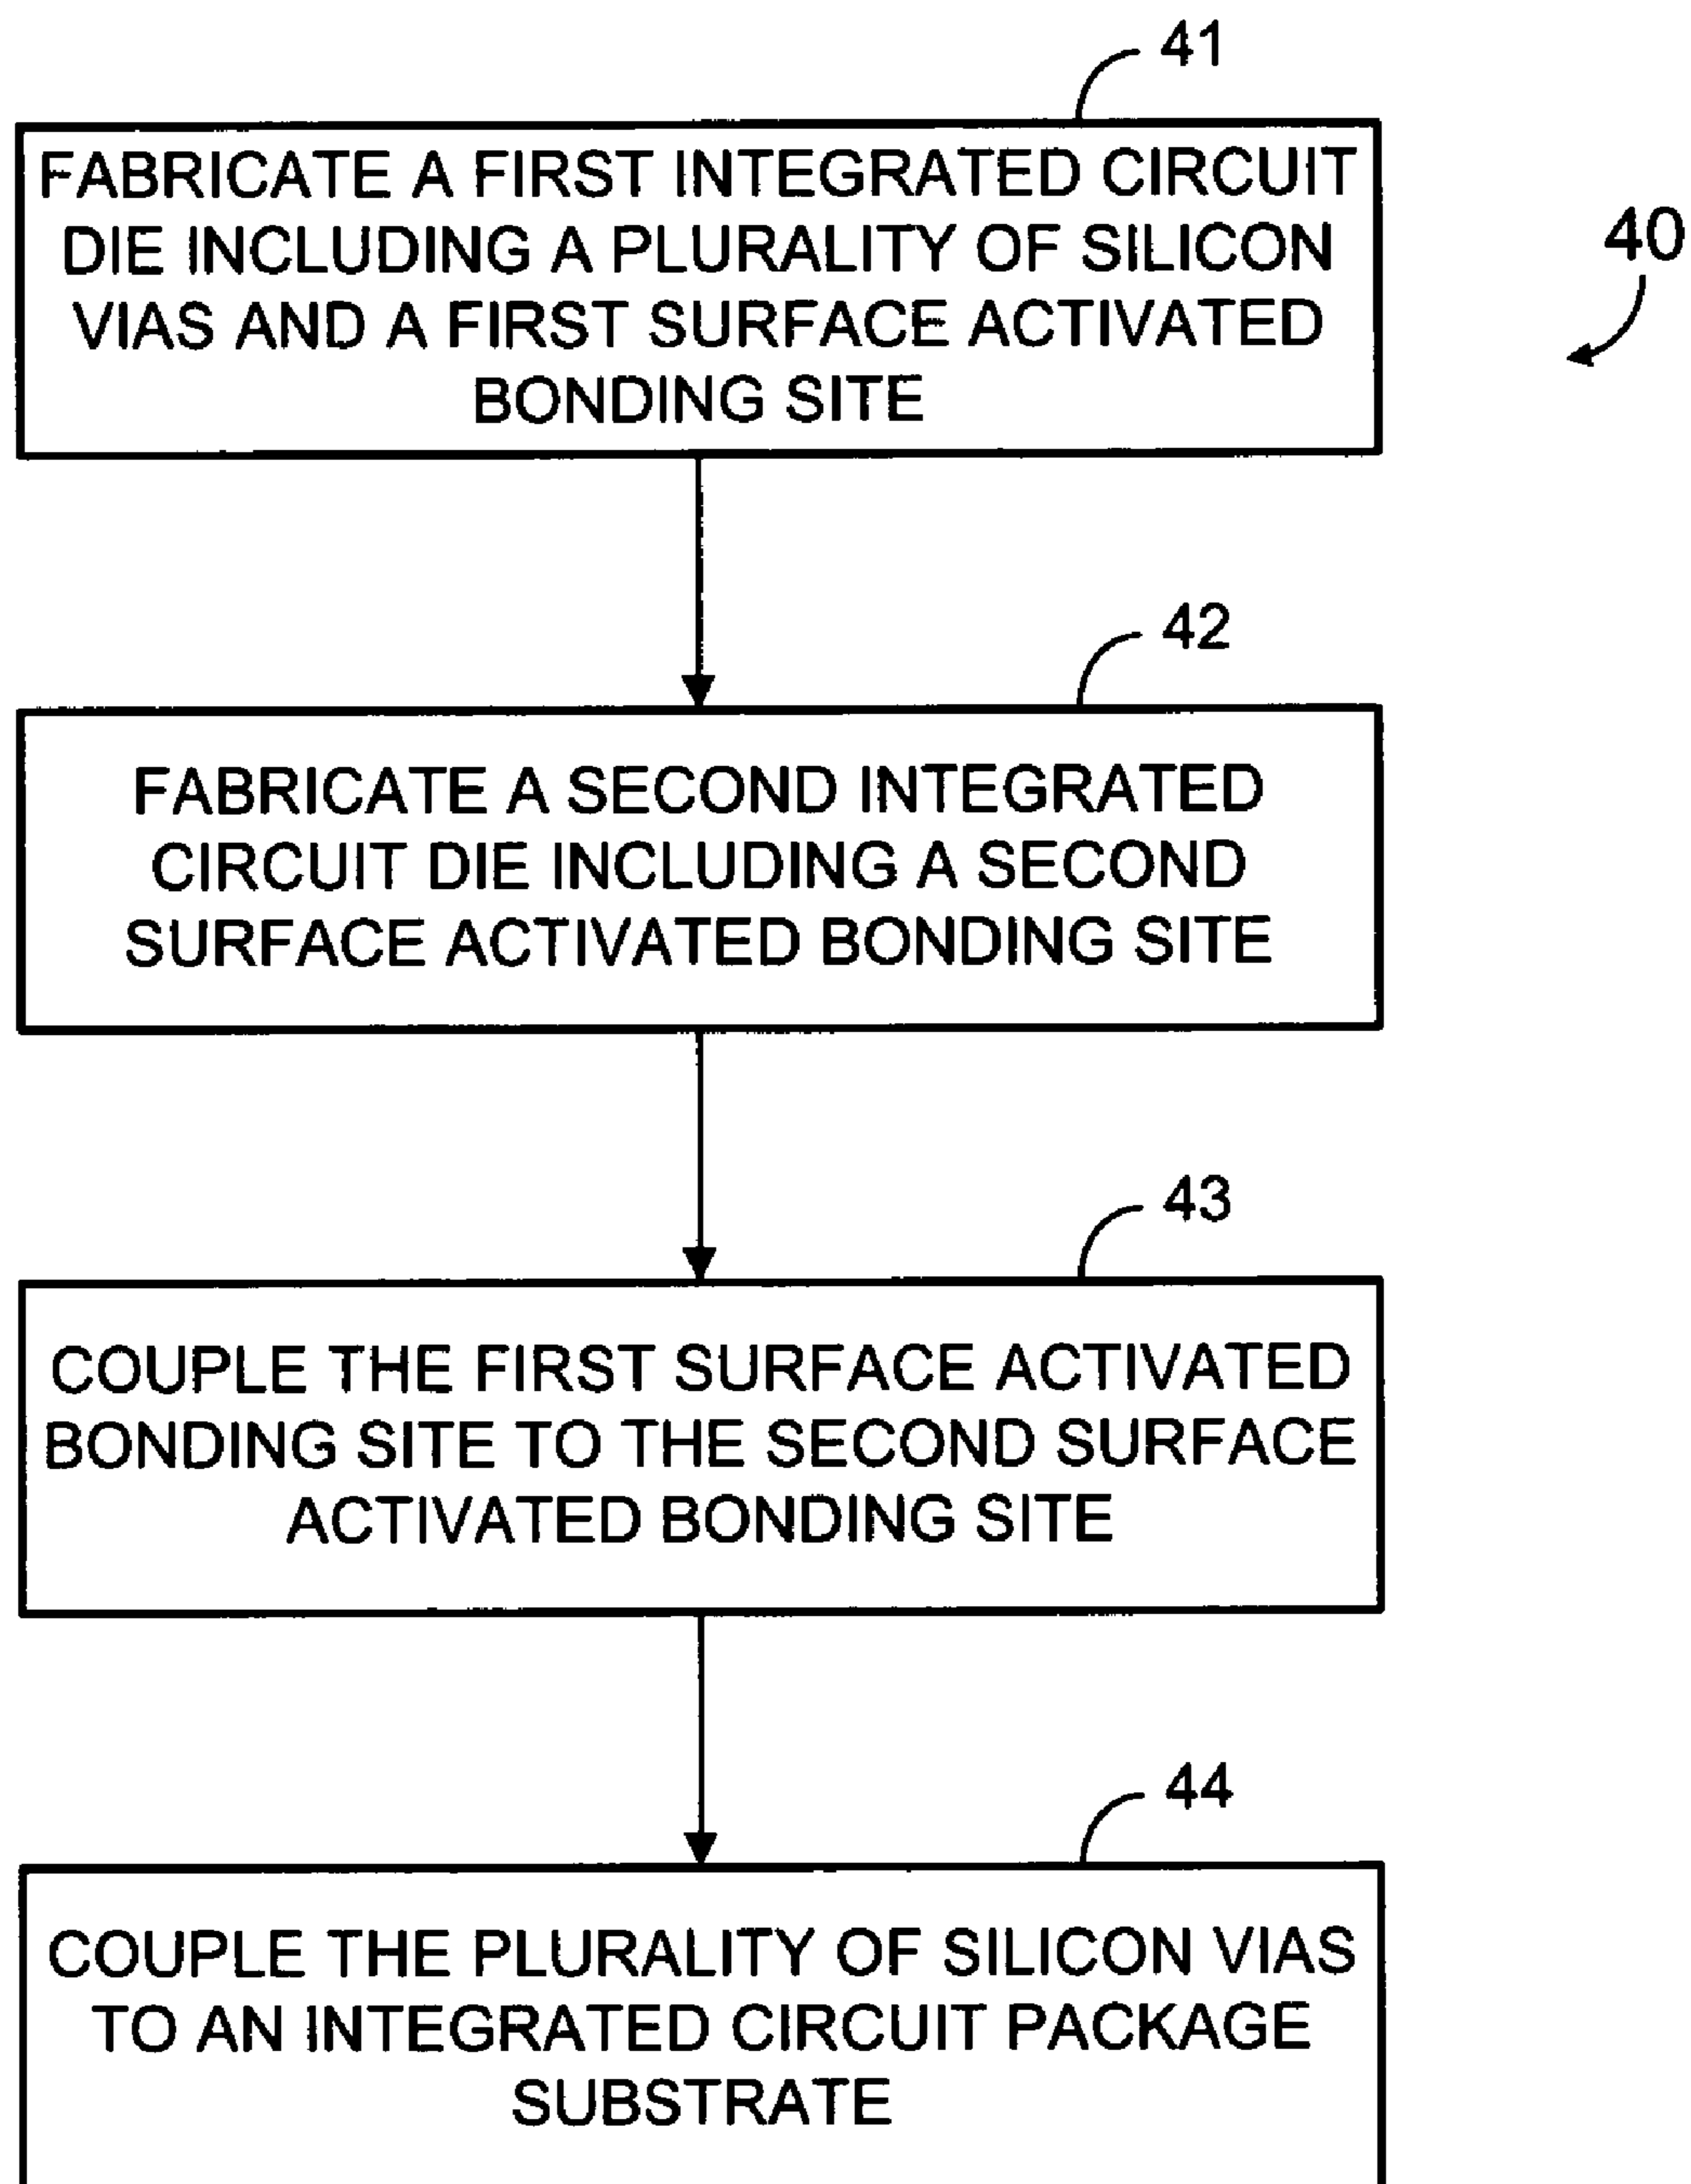 41
FABRICATE A FIRST INTEGRATED CIRCUIT
DIE INCLUDING A PLURALITY OF SILICON
VIAS AND A FIRST SURFACE ACTIVATED
BONDING SITE
40
42
FABRICATE A SECOND INTEGRATED
CIRCUIT DIE INCLUDING A SECOND
SURFACE ACTIVATED BONDING SITE
43
COUPLE THE FIRST SURFACE ACTIVATED
BONDING SITE TO THE SECOND SURFACE
ACTIVATED BONDING SITE
44
COUPLE THE PLURALITY OF SILICON VIAS
TO AN INTEGRATED CIRCUIT PACKAGE
SUBSTRATE